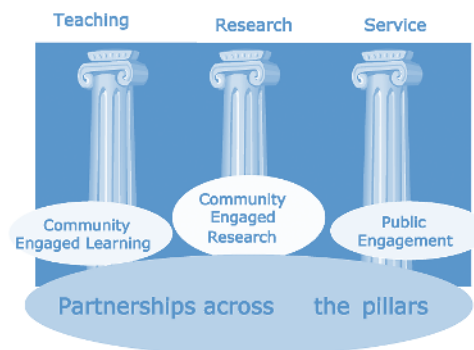 Teaching Research Service
Community
Engaged Learning
Community
Engaged
Research
Public
Engagement
Partnerships across the pillars